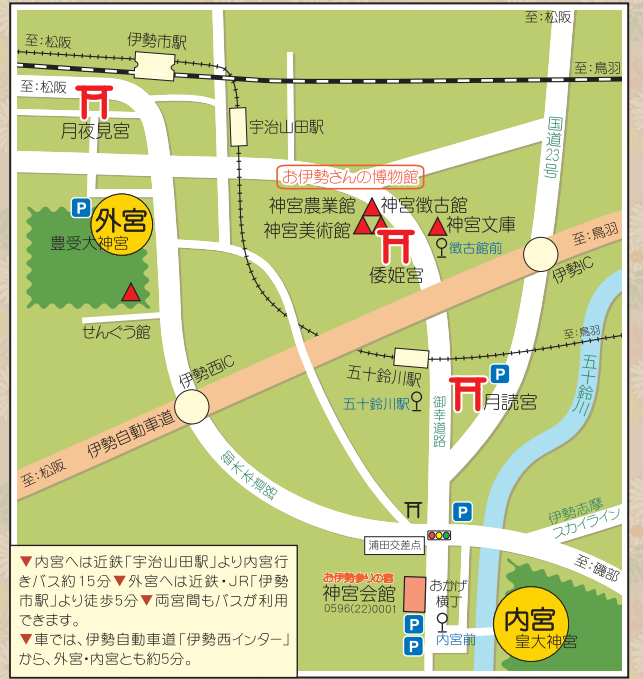 至:松阪
至:松阪
伊勢市駅
至:鳥羽
至:松阪
月夜見宮
宇治山田駅
国道23号
お伊勢さんの博物館
神宮農業館
神宮徴古館
神宮美術館
神宮文庫
徴古館前
倭姫宮
外宮
豊受大神宮
P
せんぐう館
至:鳥羽
伊勢IC
至:鳥羽
伊勢西IC
五十鈴川駅
五十鈴川駅
P
月読宮
五十鈴川
御幸道路
伊勢自動車道
至:松阪
御木本道路
P
伊勢志摩
スカイライン
浦田交差点
至:磯部
お伊勢参りの宿
神宮会館
0596(22)0001
おかげ
横丁
P
P
内宮前
内宮
皇大神宮
▼内宮へは近鉄「宇治山田駅」より内宮行
きバス約15分▼外宮へは近鉄・JR「伊勢
市駅」より徒歩5分▼両宮間もバスが利用
できます。
▼車では、伊勢自動車道「伊勢西インター」
から、外宮・内宮とも約5分。